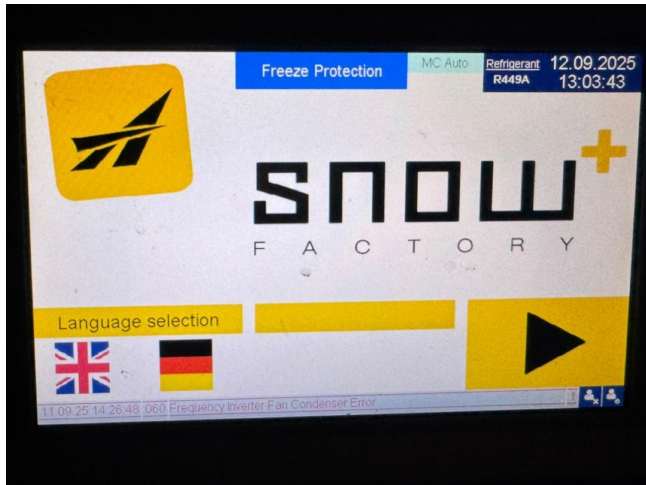 Freeze Protection
MC Auto
Refrigerant
R449A
12.09.2025
13:03:43
snow+
FACTORY
Language selection
11.09.25 14:26:48 060 Frequency Inverter Fan Condenser Error
1